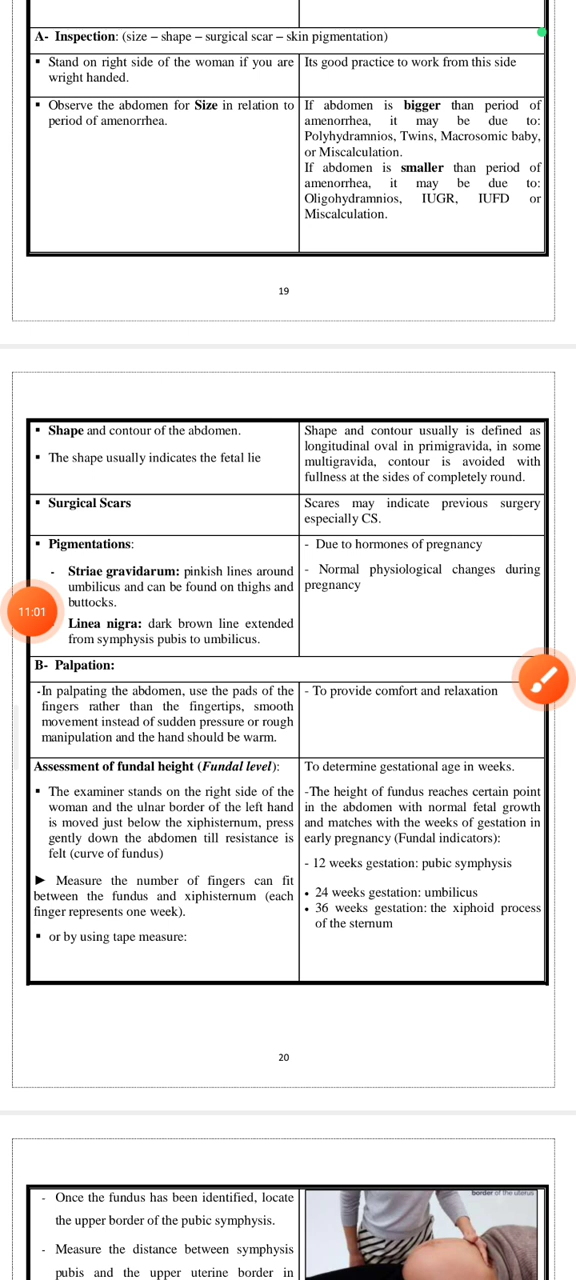 A- Inspection: (size – shape – surgical scar – skin pigmentation)
▪ Stand on right side of the woman if you are
wright handed.
Its good practice to work from this side
▪ Observe the abdomen for Size in relation to
period of amenorrhea.
If abdomen is bigger than period of
amenorrhea, it may be due to:
Polyhydramnios, Twins, Macrosomic baby,
or Miscalculation.
If abdomen is smaller than period of
amenorrhea, it may be due to:
Oligohydramnios, IUGR, IUFD or
Miscalculation.
19
▪ Shape and contour of the abdomen.
▪ The shape usually indicates the fetal lie
Shape and contour usually is defined as
longitudinal oval in primigravida, in some
multigravida, contour is avoided with
fullness at the sides of completely round.
▪ Surgical Scars
Scares may indicate previous surgery
especially CS.
▪ Pigmentations:
- Striae gravidarum: pinkish lines around
umbilicus and can be found on thighs and
buttocks.
Linea nigra: dark brown line extended
from symphysis pubis to umbilicus.
- Due to hormones of pregnancy
- Normal physiological changes during
pregnancy
11:01
B- Palpation:
-In palpating the abdomen, use the pads of the
fingers rather than the fingertips, smooth
movement instead of sudden pressure or rough
manipulation and the hand should be warm.
- To provide comfort and relaxation
Assessment of fundal height (Fundal level):
▪ The examiner stands on the right side of the
woman and the ulnar border of the left hand
is moved just below the xiphisternum, press
gently down the abdomen till resistance is
felt (curve of fundus)
► Measure the number of fingers can fit
between the fundus and xiphisternum (each
finger represents one week).
▪ or by using tape measure:
To determine gestational age in weeks.
-The height of fundus reaches certain point
in the abdomen with normal fetal growth
and matches with the weeks of gestation in
early pregnancy (Fundal indicators):
- 12 weeks gestation: pubic symphysis
• 24 weeks gestation: umbilicus
• 36 weeks gestation: the xiphoid process
of the sternum
20
- Once the fundus has been identified, locate
the upper border of the pubic symphysis.
- Measure the distance between symphysis
pubis and the upper uterine border in
border of the uterus